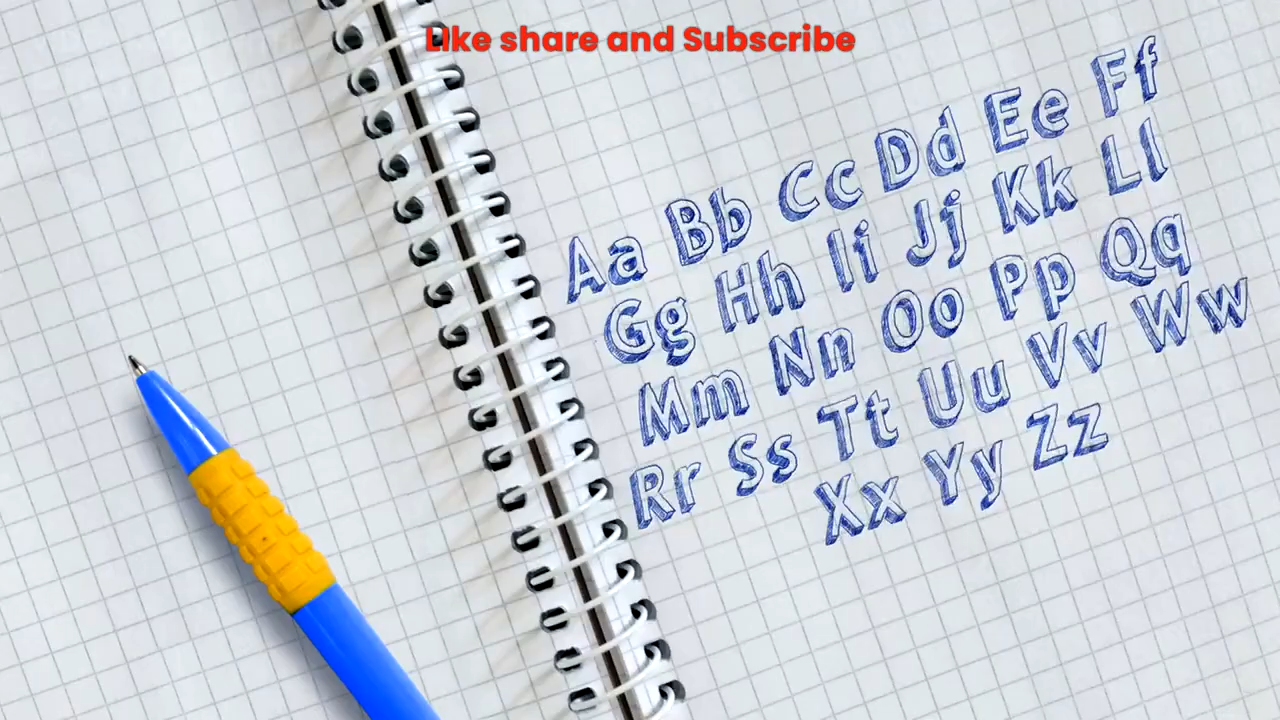 Like share and Subscribe
Aa Bb Cc Dd Ee Ff
Gg Hh Ii Jj Kk Ll
Mm Nn Oo Pp Qq
Rr Ss Tt Uu Vv Ww
Xx Yy Zz